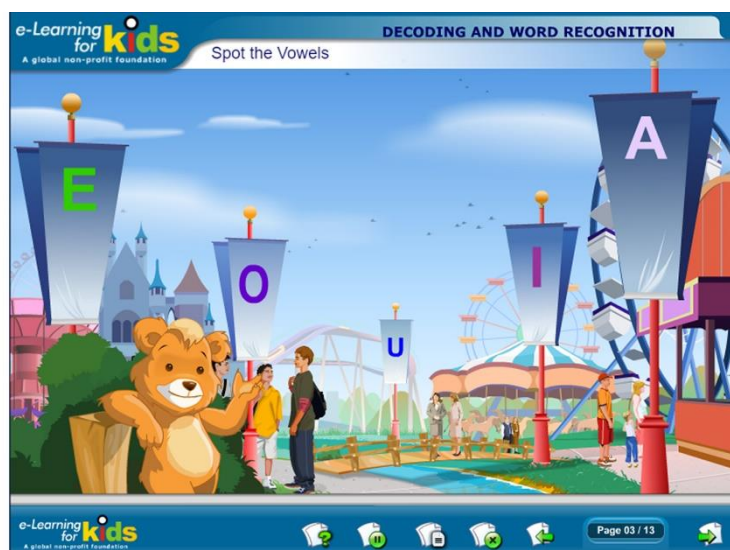 e-Learning
for kids
A global non-profit foundation
DECODING AND WORD RECOGNITION
Spot the Vowels
E
O
U
I
A
e-Learning
for kids
A global non-profit foundation
?
Page 03 / 13